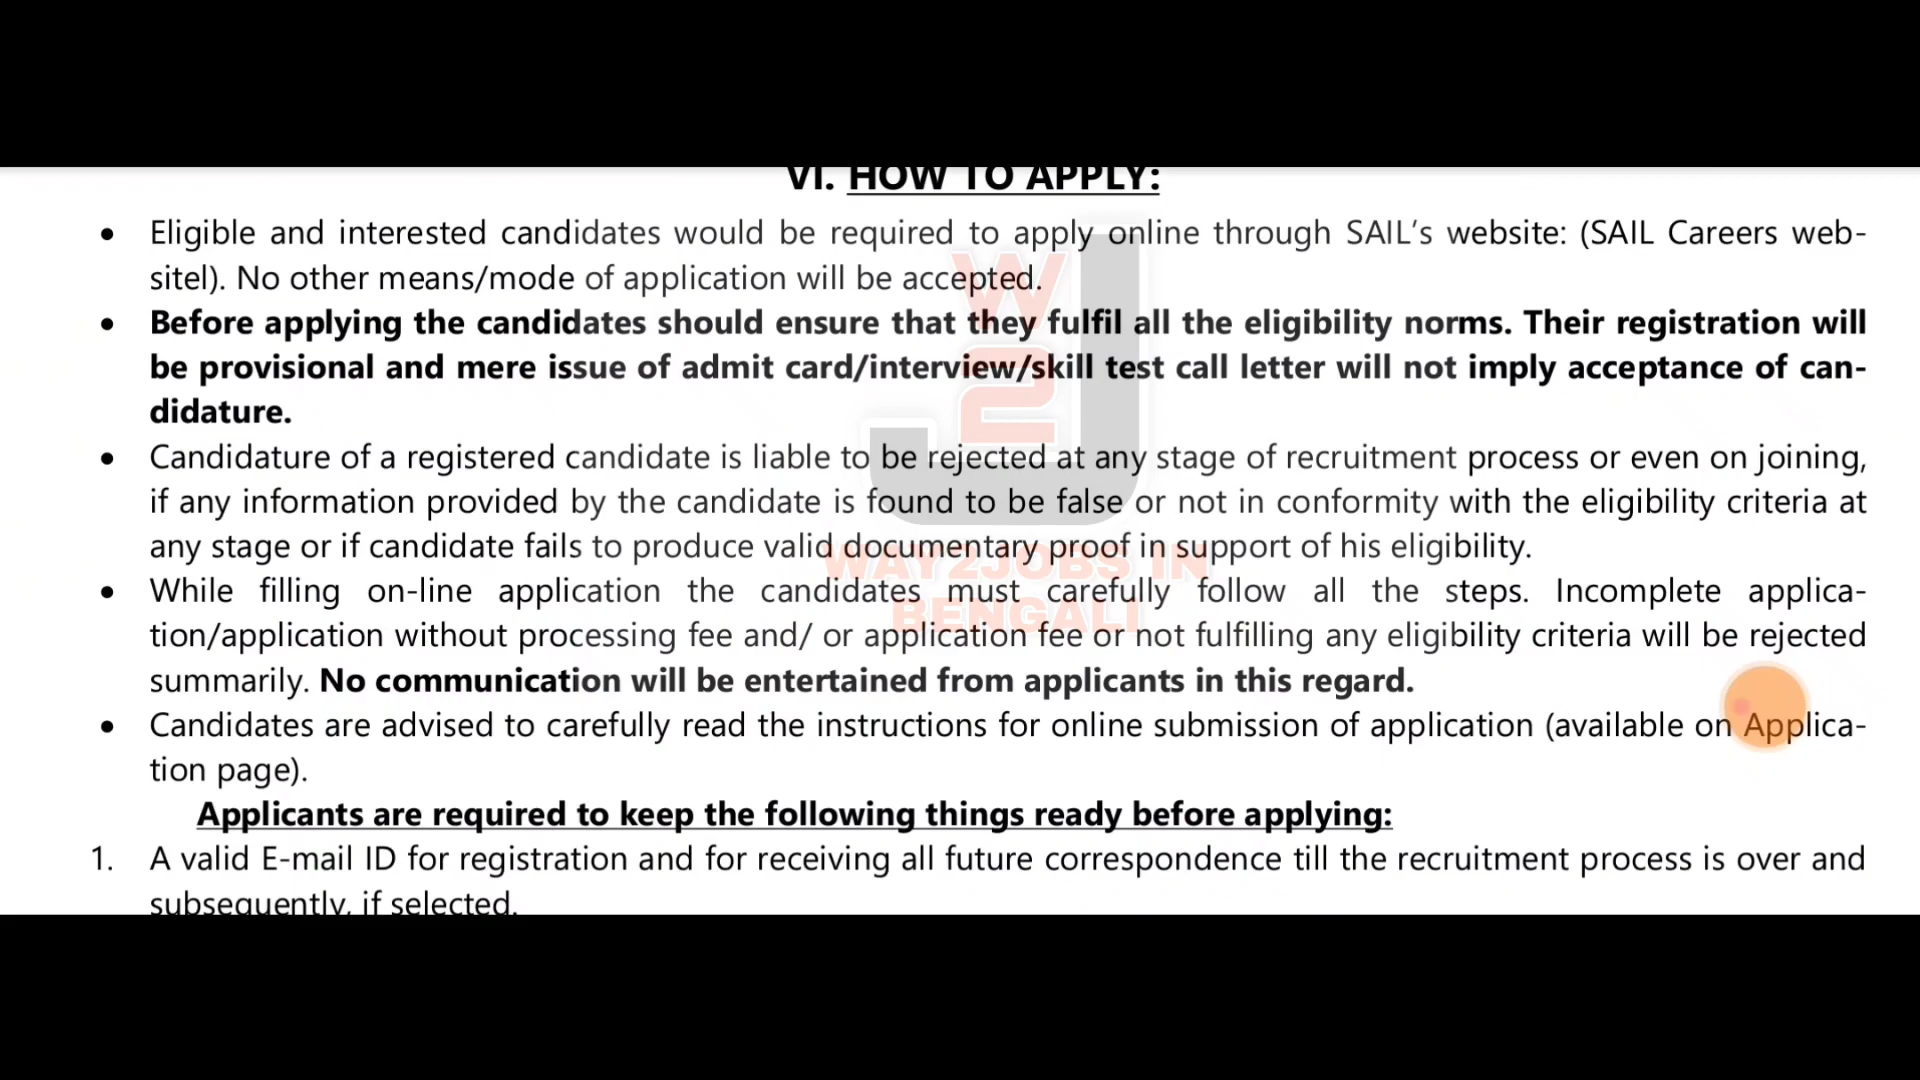 VI. HOW TO APPLY:
• Eligible and interested candidates would be required to apply online through SAIL’s website: (SAIL Careers web-
sitel). No other means/mode of application will be accepted.
• Before applying the candidates should ensure that they fulfil all the eligibility norms. Their registration will
be provisional and mere issue of admit card/interview/skill test call letter will not imply acceptance of can-
didature.
• Candidature of a registered candidate is liable to be rejected at any stage of recruitment process or even on joining,
if any information provided by the candidate is found to be false or not in conformity with the eligibility criteria at
any stage or if candidate fails to produce valid documentary proof in support of his eligibility.
• While filling on-line application the candidates must carefully follow all the steps. Incomplete applica-
tion/application without processing fee and/ or application fee or not fulfilling any eligibility criteria will be rejected
summarily. No communication will be entertained from applicants in this regard.
• Candidates are advised to carefully read the instructions for online submission of application (available on Applica-
tion page).
Applicants are required to keep the following things ready before applying:
1. A valid E-mail ID for registration and for receiving all future correspondence till the recruitment process is over and
subsequently, if selected.
W
2
J
WAY2JOBS IN
BENGALI